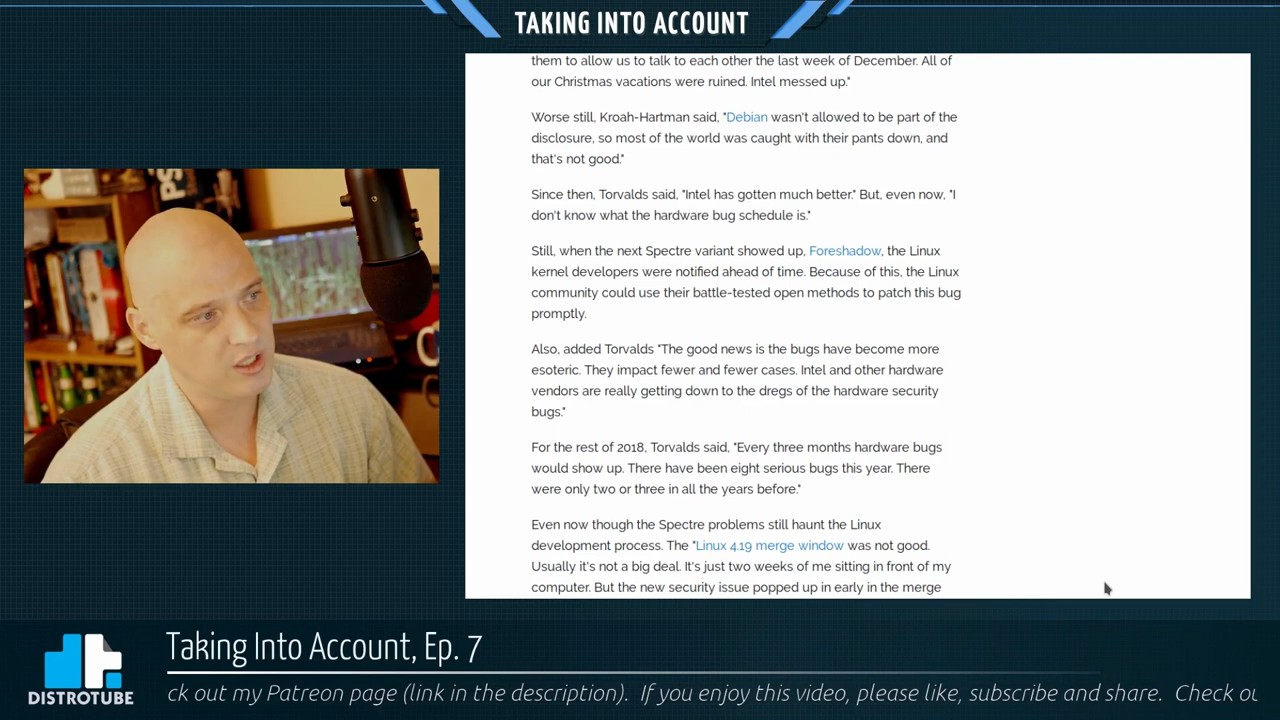 TAKING INTO ACCOUNT
them to allow us to talk to each other the last week of December. All of
our Christmas vacations were ruined. Intel messed up."
Worse still, Kroah-Hartman said, "Debian wasn't allowed to be part of the
disclosure, so most of the world was caught with their pants down, and
that's not good."
Since then, Torvalds said, "Intel has gotten much better." But, even now, "I
don't know what the hardware bug schedule is."
Still, when the next Spectre variant showed up, Foreshadow, the Linux
kernel developers were notified ahead of time. Because of this, the Linux
community could use their battle-tested open methods to patch this bug
promptly.
Also, added Torvalds "The good news is the bugs have become more
esoteric. They impact fewer and fewer cases. Intel and other hardware
vendors are really getting down to the dregs of the hardware security
bugs."
For the rest of 2018, Torvalds said, "Every three months hardware bugs
would show up. There have been eight serious bugs this year. There
were only two or three in all the years before."
Even now though the Spectre problems still haunt the Linux
development process. The "Linux 4.19 merge window was not good.
Usually it's not a big deal. It's just two weeks of me sitting in front of my
computer. But the new security issue popped up in early in the merge
DISTROTUBE
Taking Into Account, Ep. 7
ck out my Patreon page (link in the description). If you enjoy this video, please like, subscribe and share. Check ou